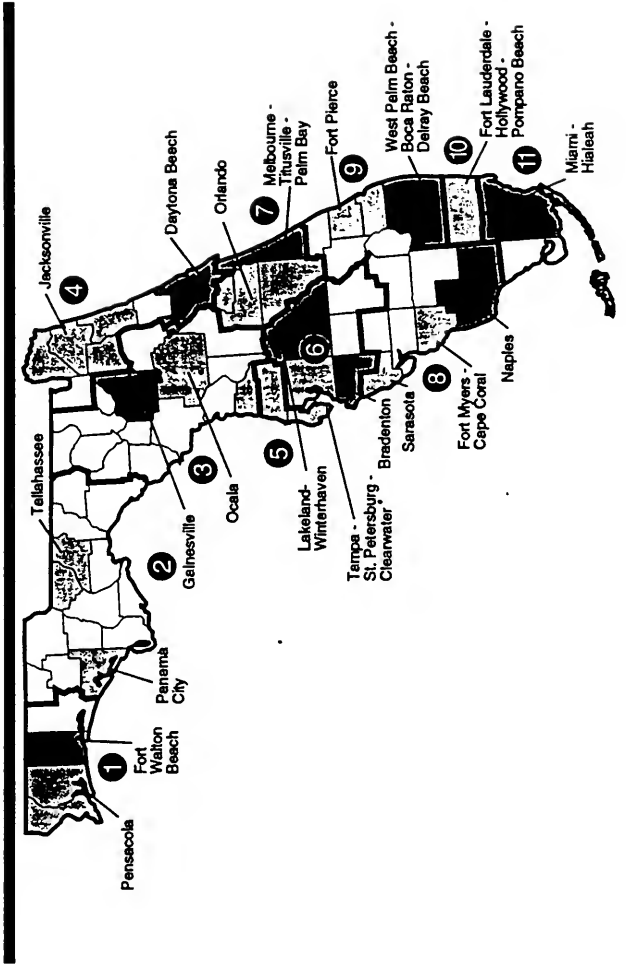 Pensacola
1
Fort
Walton
Beach
Panama
City
Tellahassee
2
Gainesville
3
Ocala
4
Jacksonville
Daytona Beach
Orlando
7
Melbourne -
Titusville -
Palm Bay
5
Lakeland-
Winterhaven
6
Tampa -
St. Petersburg -
Clearwater
Bradenton
Sarasota
8
Fort Myers -
Cape Coral
Naples
Fort Pierce
9
West Palm Beach -
Boca Raton -
Delray Beach
10
Fort Lauderdale -
Hollywood -
Pompano Beach
11
Miami -
Hialeah